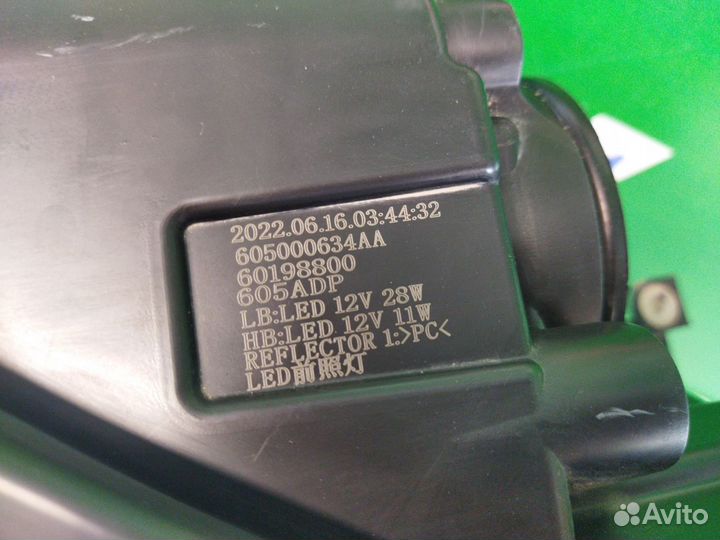 2022.06.16.03:44:32
605000634AA
60198800
605ADP
LB:LED 12V 28W
HB:LED 12V 11W
REFLECTOR 1:>PC<
LED前照灯
Avito